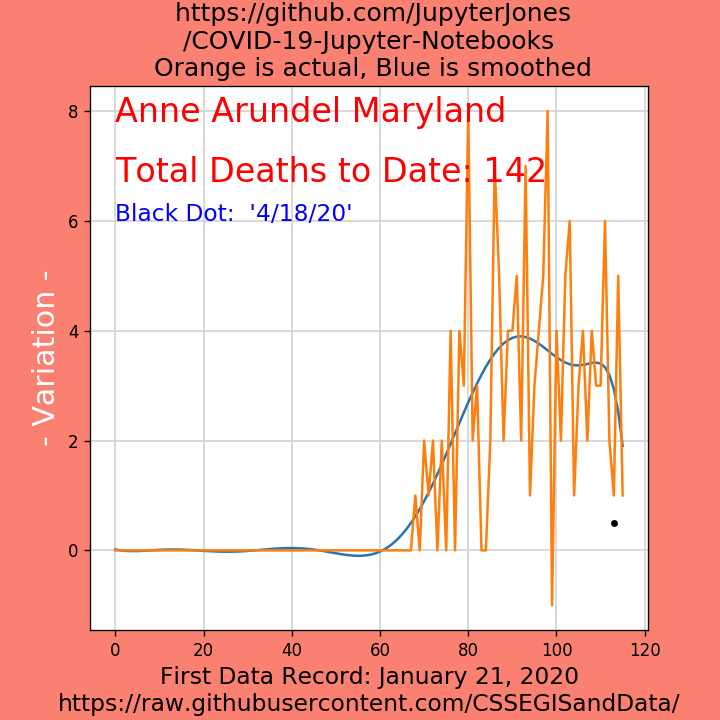 https://github.com/JupyterJones
/COVID-19-Jupyter-Notebooks
Orange is actual, Blue is smoothed
Anne Arundel Maryland
Total Deaths to Date: 142
Black Dot:  '4/18/20'
- Variation -
8
6
4
2
0
0 20 40 60 80 100 120
First Data Record: January 21, 2020
https://raw.githubusercontent.com/CSSEGISandData/